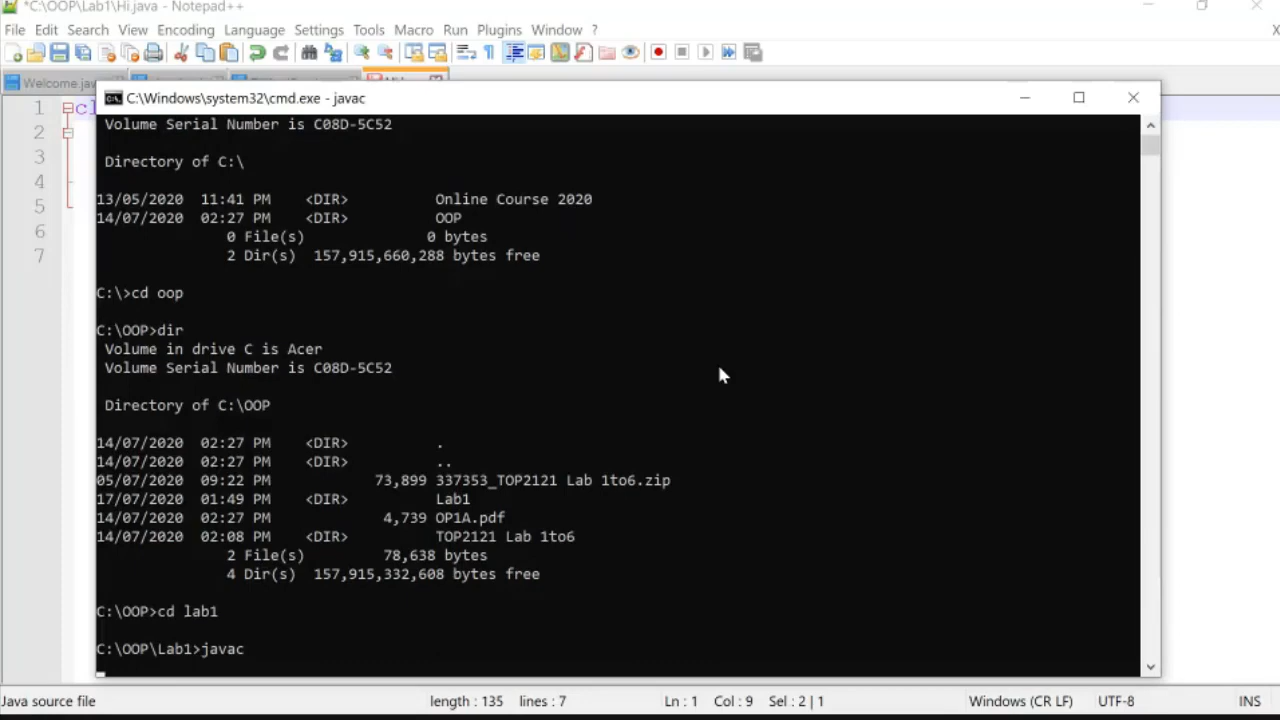 *C:\OOP\Lab1\Hi.java - Notepad++
File Edit Search View Encoding Language Settings Tools Macro Run Plugins Window ? X
Welcome.jav
1 cl
2
3
4
5
6
7
C:\Windows\system32\cmd.exe - javac
Volume Serial Number is C08D-5C52
Directory of C:\
13/05/2020 11:41 PM <DIR> Online Course 2020
14/07/2020 02:27 PM <DIR> OOP
0 File(s) 0 bytes
2 Dir(s) 157,915,660,288 bytes free
C:\>cd oop
C:\OOP>dir
Volume in drive C is Acer
Volume Serial Number is C08D-5C52
Directory of C:\OOP
14/07/2020 02:27 PM <DIR> .
14/07/2020 02:27 PM <DIR> ..
05/07/2020 09:22 PM 73,899 337353_TOP2121 Lab 1to6.zip
17/07/2020 01:49 PM <DIR> Lab1
14/07/2020 02:27 PM 4,739 OP1A.pdf
14/07/2020 02:08 PM <DIR> TOP2121 Lab 1to6
2 File(s) 78,638 bytes
4 Dir(s) 157,915,332,608 bytes free
C:\OOP>cd lab1
C:\OOP\Lab1>javac
Java source file length : 135 lines : 7 Ln : 1 Col : 9 Sel : 2 | 1 Windows (CR LF) UTF-8 INS